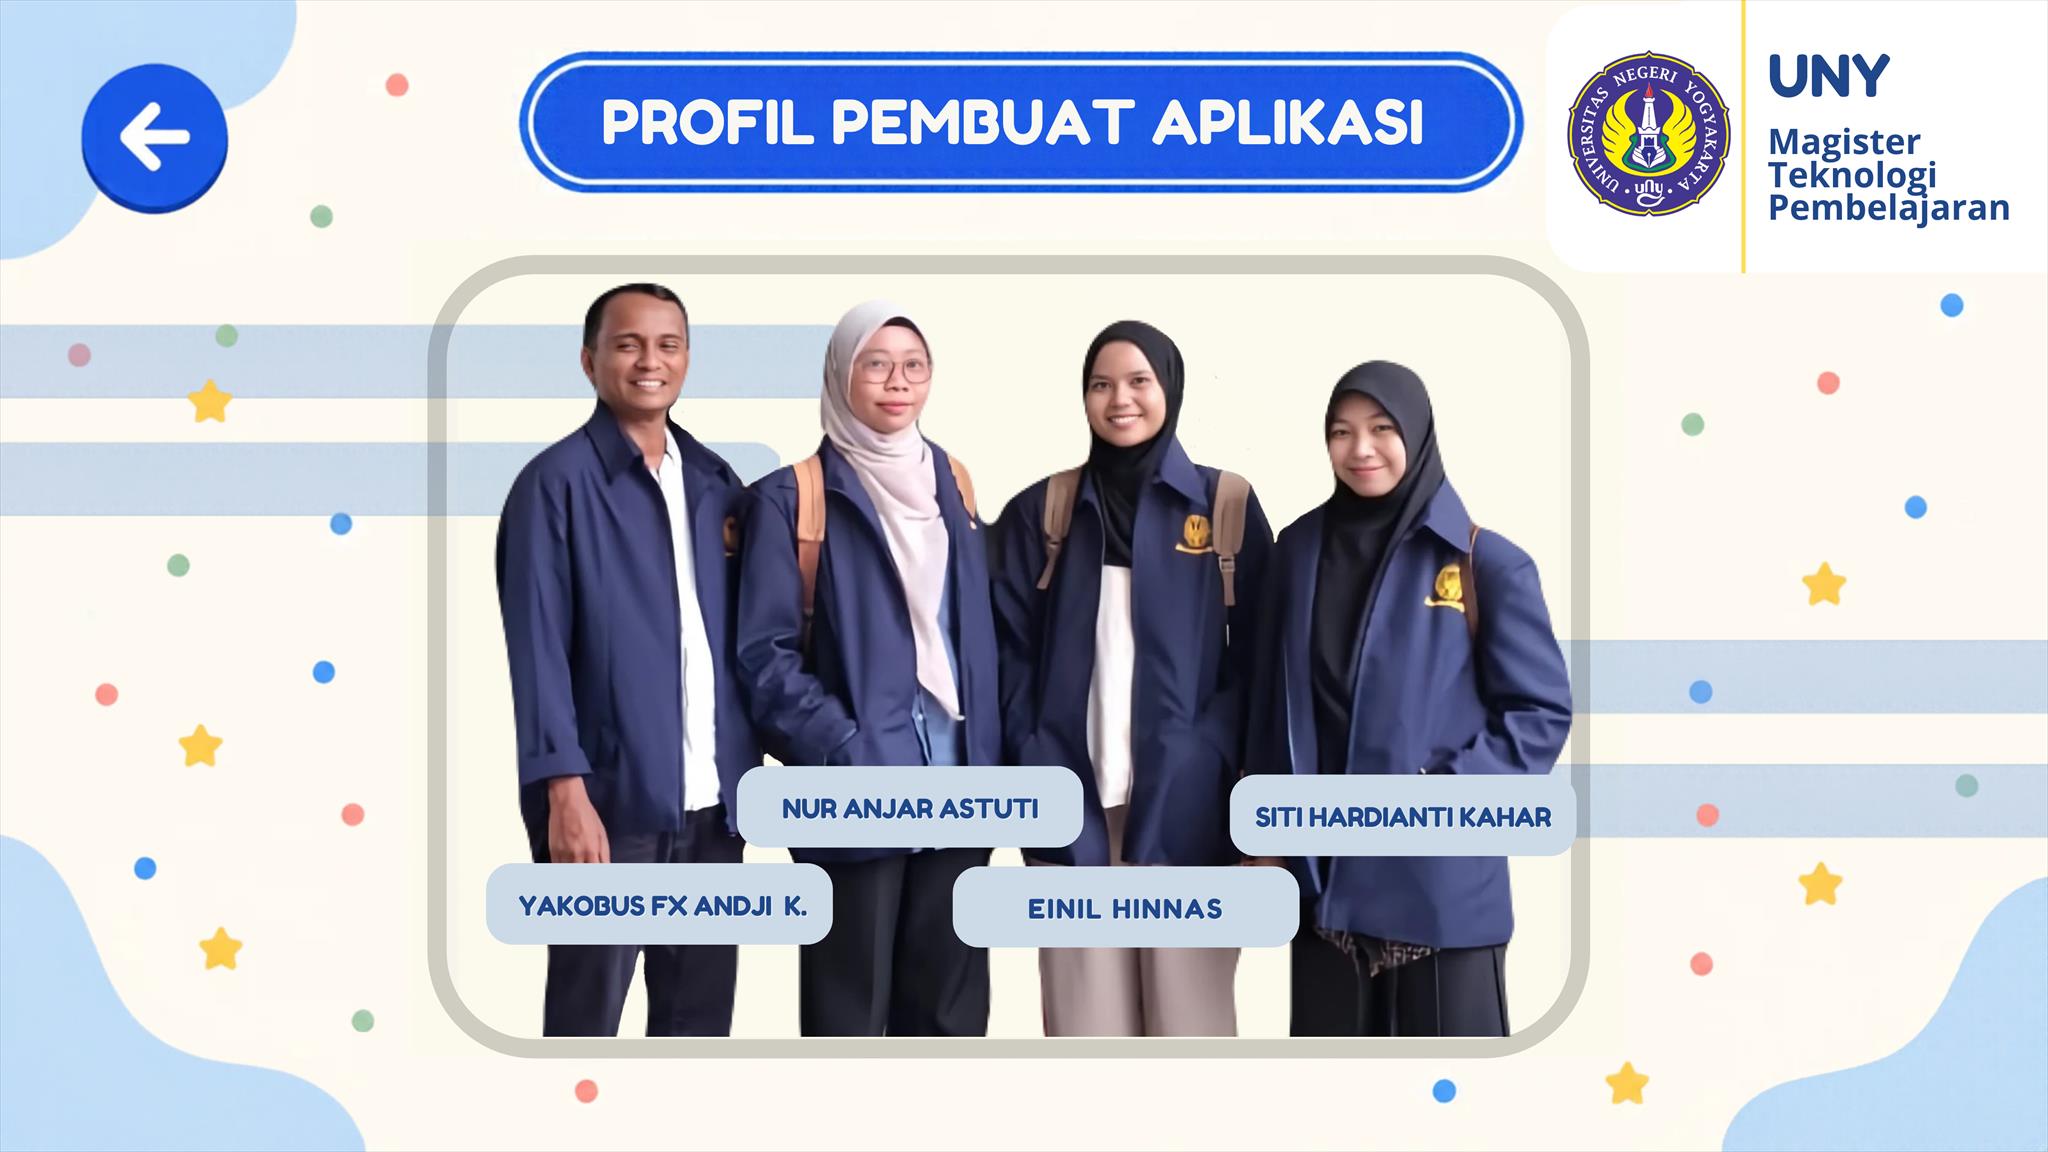 PROFIL PEMBUAT APLIKASI
UNIVERSITAS NEGERI YOGYAKARTA
uny
UNY
Magister
Teknologi
Pembelajaran
NUR ANJAR ASTUTI
SITI HARDIANTI KAHAR
YAKOBUS FX ANDJI K.
EINIL HINNAS